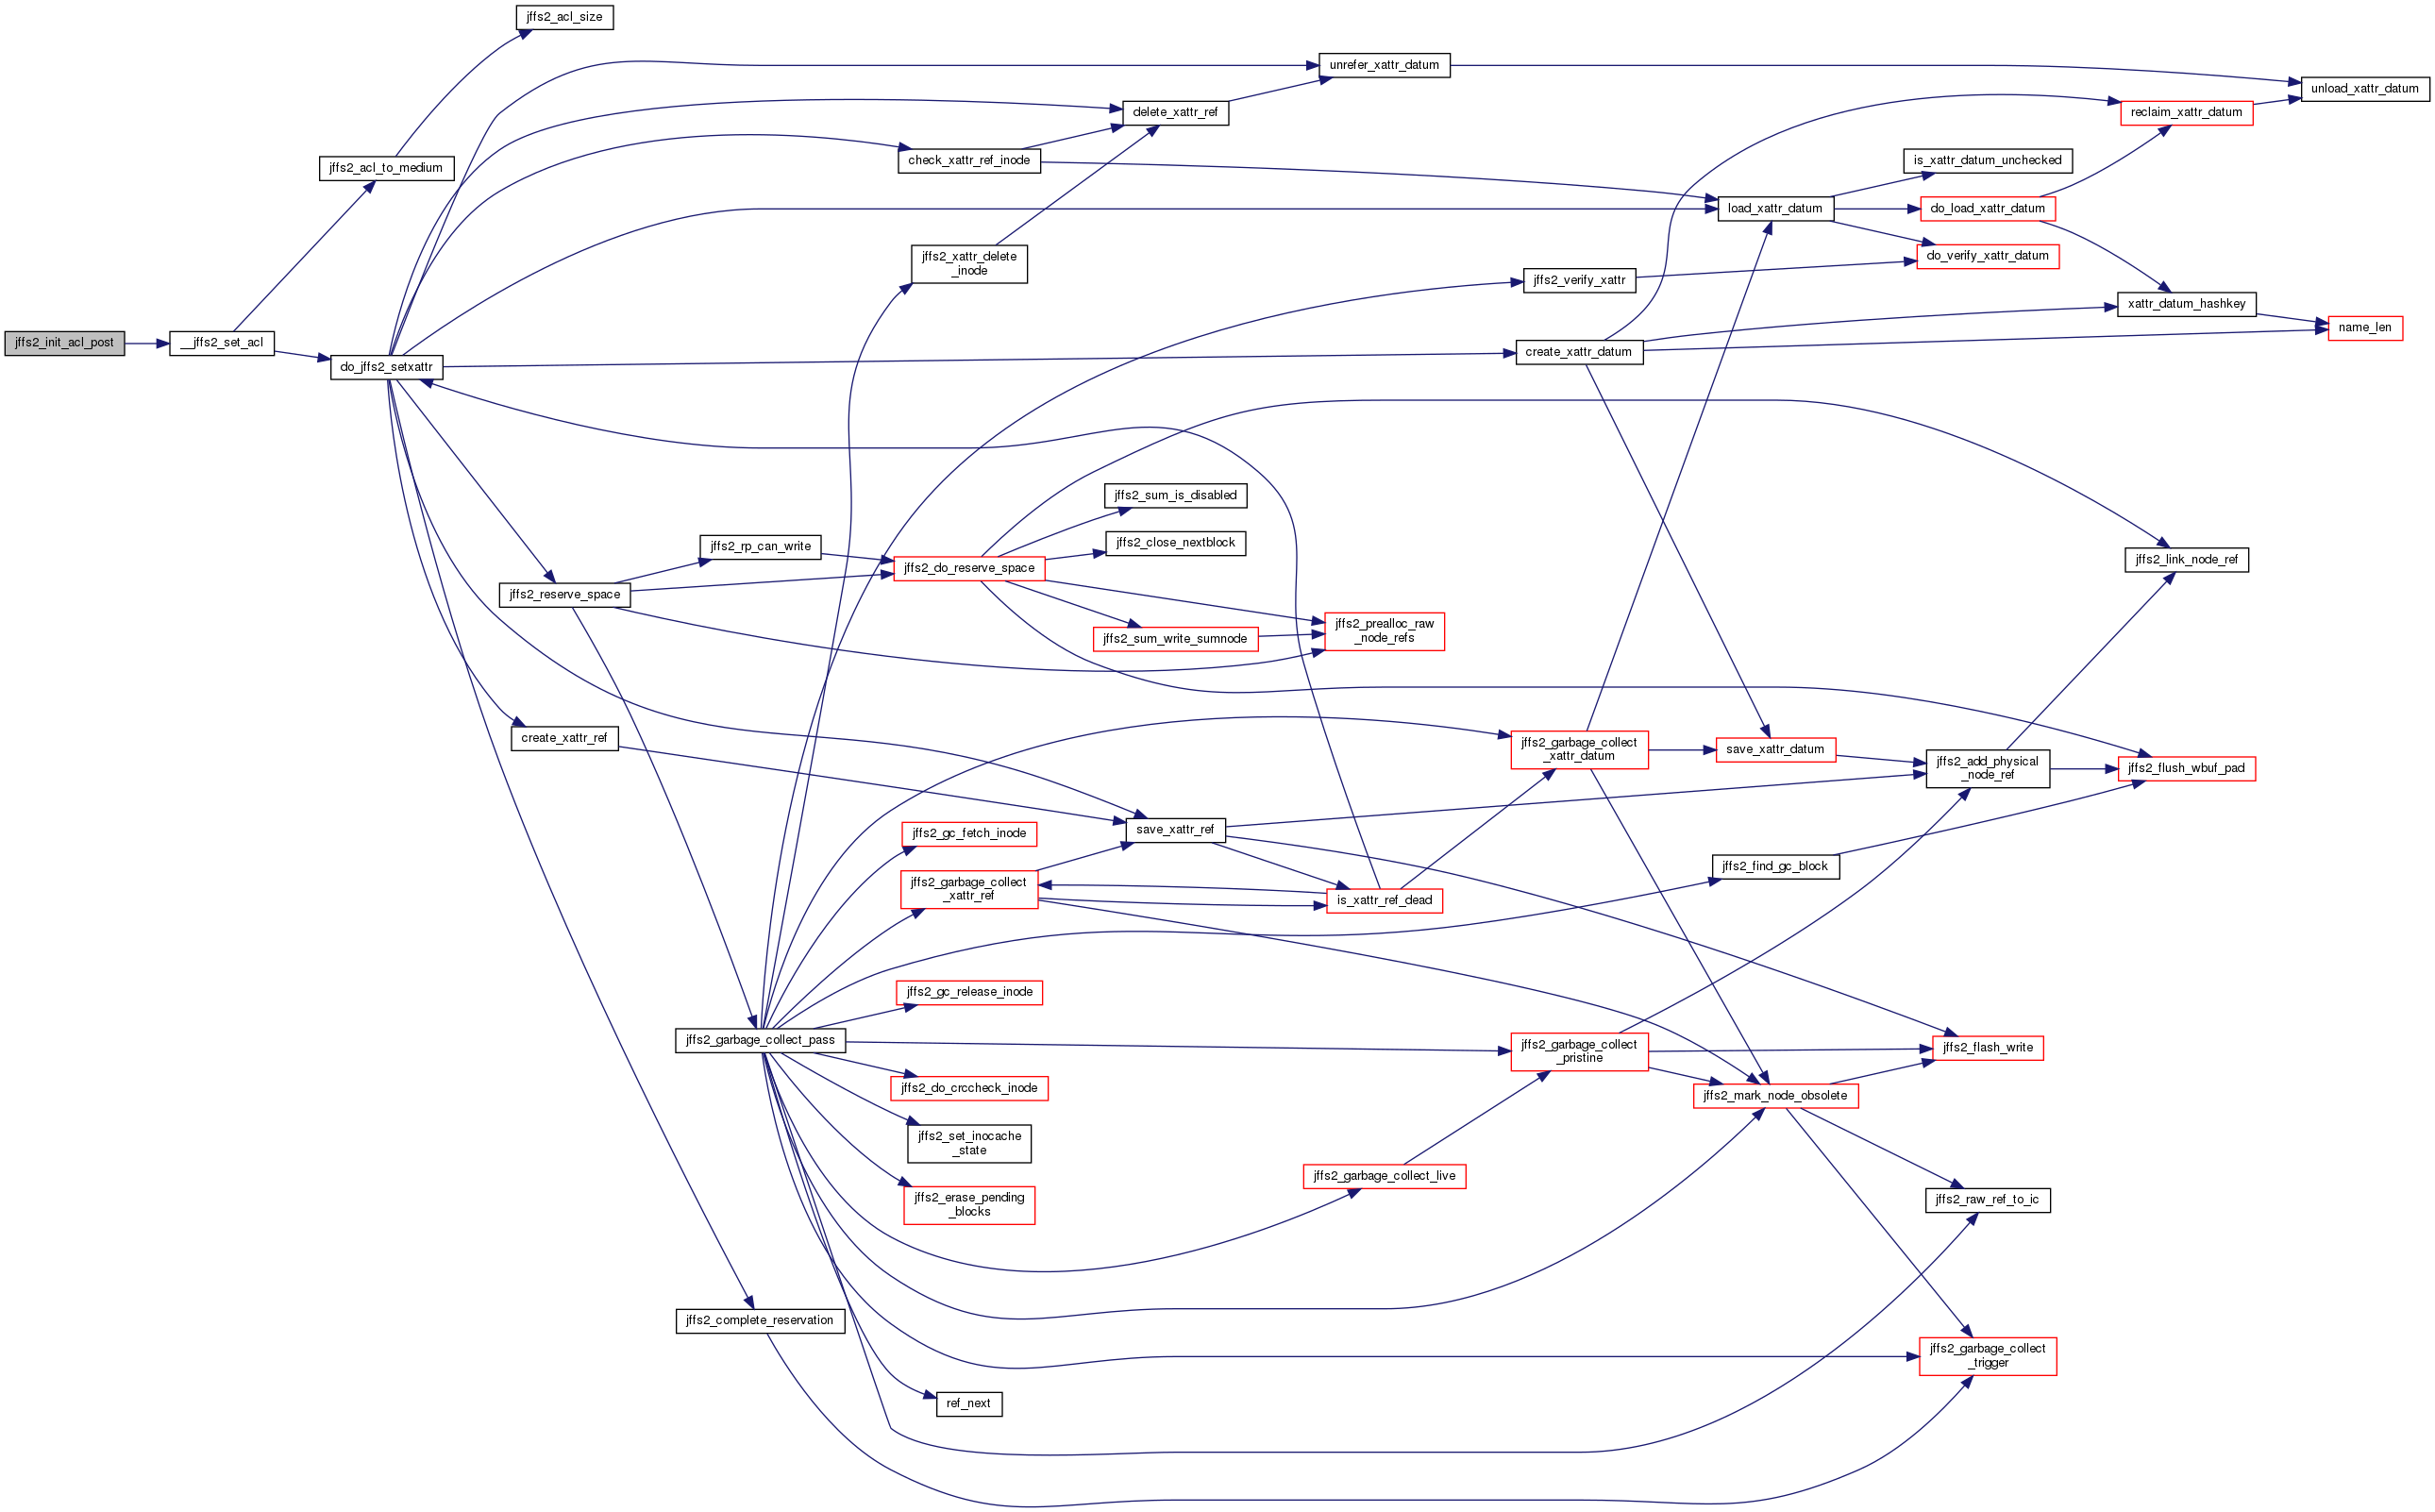 jffs2_acl_size
unrefer_xattr_datum
unload_xattr_datum
delete_xattr_ref
reclaim_xattr_datum
jffs2_acl_to_medium
check_xattr_ref_inode
is_xattr_datum_unchecked
load_xattr_datum
do_load_xattr_datum
jffs2_xattr_delete
_inode
do_verify_xattr_datum
jffs2_verify_xattr
xattr_datum_hashkey
name_len
jffs2_init_acl_post
__jffs2_set_acl
create_xattr_datum
do_jffs2_setxattr
jffs2_sum_is_disabled
jffs2_close_nextblock
jffs2_rp_can_write
jffs2_link_node_ref
jffs2_do_reserve_space
jffs2_reserve_space
jffs2_prealloc_raw
_node_refs
jffs2_sum_write_sumnode
create_xattr_ref
jffs2_garbage_collect
_xattr_datum
save_xattr_datum
jffs2_add_physical
_node_ref
jffs2_flush_wbuf_pad
jffs2_gc_fetch_inode
save_xattr_ref
jffs2_find_gc_block
jffs2_garbage_collect
_xattr_ref
is_xattr_ref_dead
jffs2_gc_release_inode
jffs2_garbage_collect_pass
jffs2_garbage_collect
_pristine
jffs2_flash_write
jffs2_do_crccheck_inode
jffs2_mark_node_obsolete
jffs2_set_inocache
_state
jffs2_garbage_collect_live
jffs2_erase_pending
_blocks
jffs2_raw_ref_to_ic
jffs2_complete_reservation
jffs2_garbage_collect
_trigger
ref_next